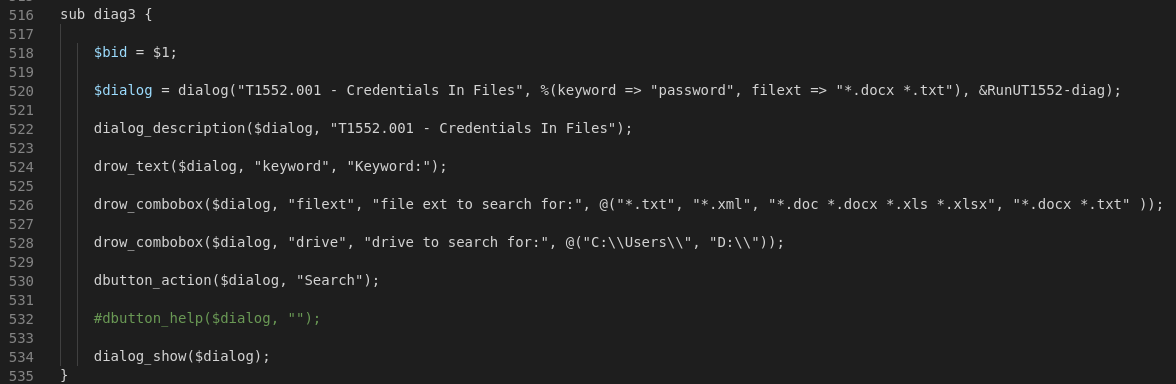 516 sub diag3 {
517
518 $bid = $1;
519
520 $dialog = dialog("T1552.001 - Credentials In Files", %(keyword => "password", filext => "*.docx *.txt"), &RunUT1552-diag);
521
522 dialog_description($dialog, "T1552.001 - Credentials In Files");
523
524 drow_text($dialog, "keyword", "Keyword:");
525
526 drow_combobox($dialog, "filext", "file ext to search for:", @("*.txt", "*.xml", "*.doc *.docx *.xls *.xlsx", "*.docx *.txt" ));
527
528 drow_combobox($dialog, "drive", "drive to search for:", @("C:\\Users\\", "D:\\"));
529
530 dbutton_action($dialog, "Search");
531
532 #dbutton_help($dialog, "");
533
534 dialog_show($dialog);
535 }